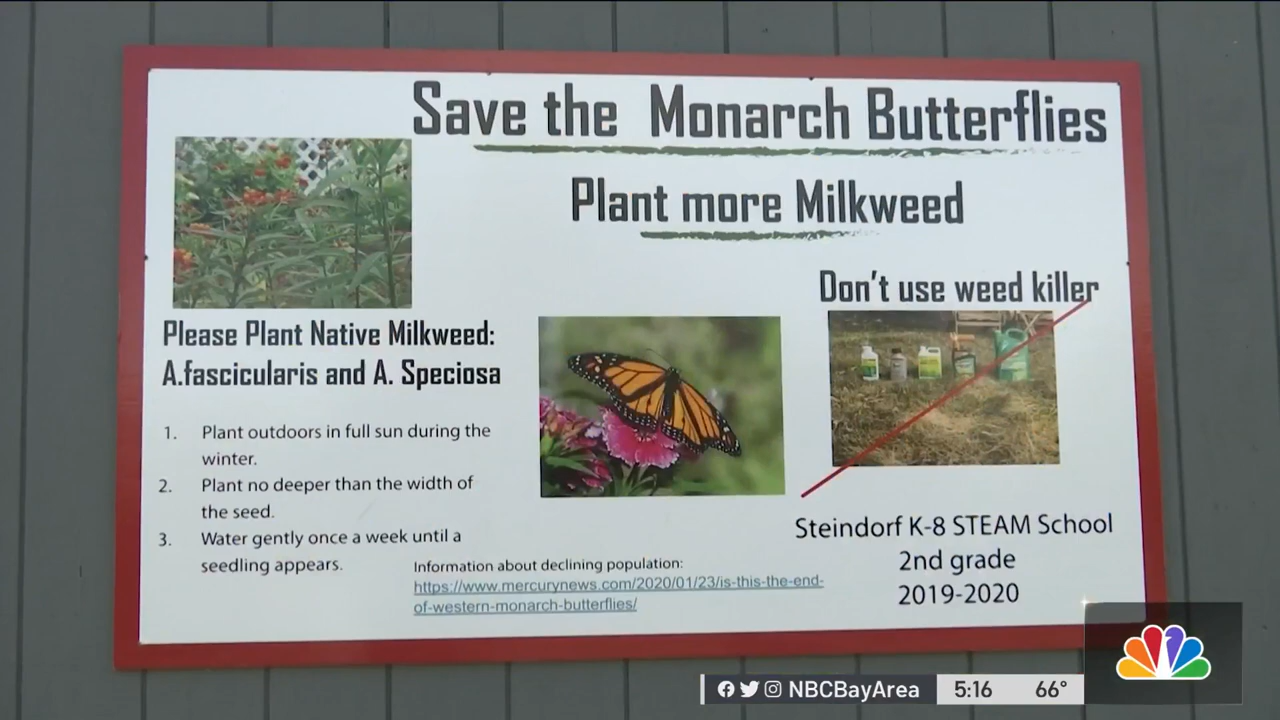 Save the Monarch Butterflies
Plant more Milkweed
Don't use weed killer
Please Plant Native Milkweed:
A.fascicularis and A. Speciosa
1. Plant outdoors in full sun during the
winter.
2. Plant no deeper than the width of
the seed.
3. Water gently once a week until a
seedling appears.
Information about declining population:
https://www.mercurynews.com/2020/01/23/is-this-the-end-
of-western-monarch-butterflies/
Steindorf K-8 STEAM School
2nd grade
2019-2020
NBCBayArea 5:16 66°